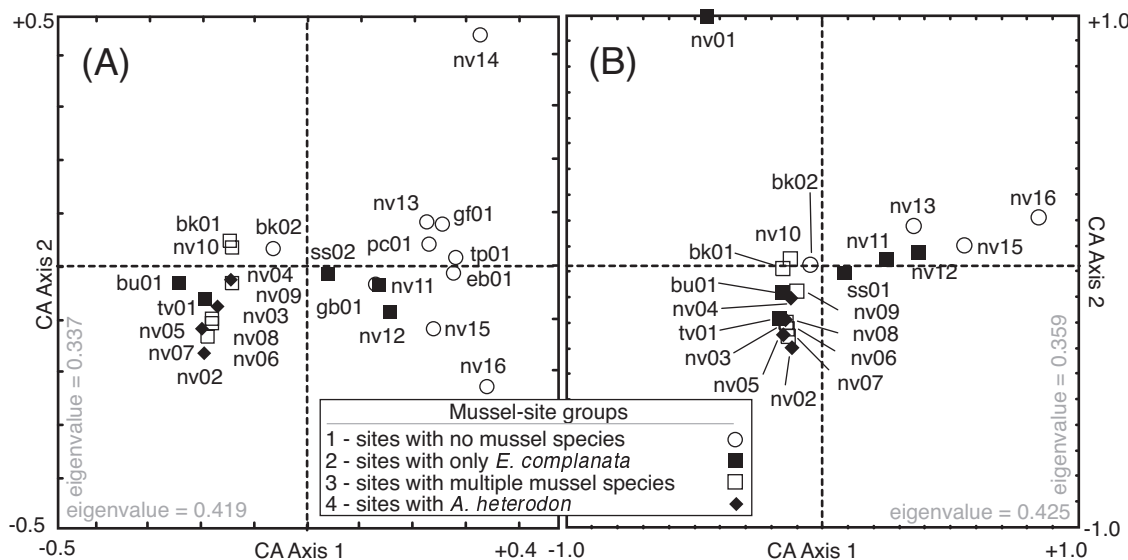 +0.5
(A)
nv14
nv13
gf01
bk01
bk02
nv10
pc01
tp01
ss02
nv04
eb01
bu01
nv09
nv11
tv01
nv03
gb01
nv05
nv08
nv12
nv15
nv07
nv06
nv02
nv16
CA Axis 2
eigenvalue = 0.337
eigenvalue = 0.419
-0.5
-0.5
CA Axis 1
+0.4
(B)
+1.0
nv01
bk02
nv13
nv16
nv10
nv11
bk01
nv15
nv12
bu01
ss01
nv04
nv09
tv01
nv08
nv03
nv06
nv05
nv07
nv02
CA Axis 2
eigenvalue = 0.359
eigenvalue = 0.425
-1.0
-1.0
CA Axis 1
+1.0
Mussel-site groups
1 - sites with no mussel species
2 - sites with only E. complanata
3 - sites with multiple mussel species
4 - sites with A. heterodon